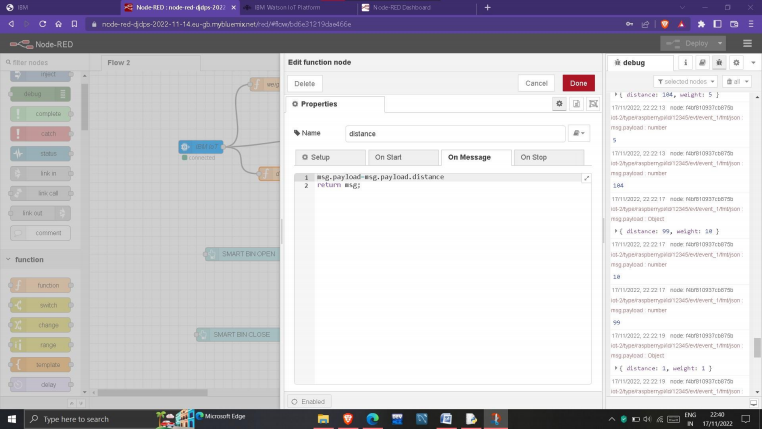 IBM
Node-RED : node-red-djdps-2022
IBM Watson IoT Platform
Node-RED Dashboard
node-red-djdps-2022-11-14.eu-gb.mybluemix.net/red/#flow/bd6e31219dae466e
Node-RED
Deploy
filter nodes
Flow 2
inject
debug
complete
catch
status
link in
link call
link out
comment
function
function
switch
change
range
template
delay
weig
IBM IoT
connected
SMART BIN OPEN
SMART BIN CLOSE
Edit function node
Delete
Cancel
Done
Properties
Name
distance
Setup
On Start
On Message
On Stop
1 msg.payload=msg.payload.distance
2 return msg;
Enabled
debug
selected nodes
all
{ distance: 104, weight: 5 }
17/11/2022, 22:22:13 node: f4bf810937cb875b
iot-2/type/raspberrypi/id/12345/evt/event_1/fmt/json :
msg.payload : number
5
17/11/2022, 22:22:13 node: f4bf810937cb875b
iot-2/type/raspberrypi/id/12345/evt/event_1/fmt/json :
msg.payload : number
104
17/11/2022, 22:22:17 node: f4bf810937cb875b
iot-2/type/raspberrypi/id/12345/evt/event_1/fmt/json :
msg.payload : Object
{ distance: 99, weight: 10 }
17/11/2022, 22:22:17 node: f4bf810937cb875b
iot-2/type/raspberrypi/id/12345/evt/event_1/fmt/json :
msg.payload : number
10
17/11/2022, 22:22:17 node: f4bf810937cb875b
iot-2/type/raspberrypi/id/12345/evt/event_1/fmt/json :
msg.payload : number
99
17/11/2022, 22:22:19 node: f4bf810937cb875b
iot-2/type/raspberrypi/id/12345/evt/event_1/fmt/json :
msg.payload : Object
{ distance: 1, weight: 1 }
17/11/2022, 22:22:19 node: f4bf810937cb875b
iot-2/type/raspberrypi/id/12345/evt/event_1/fmt/json :
Type here to search
Microsoft Edge
ENG
IN
22:40
17/11/2022